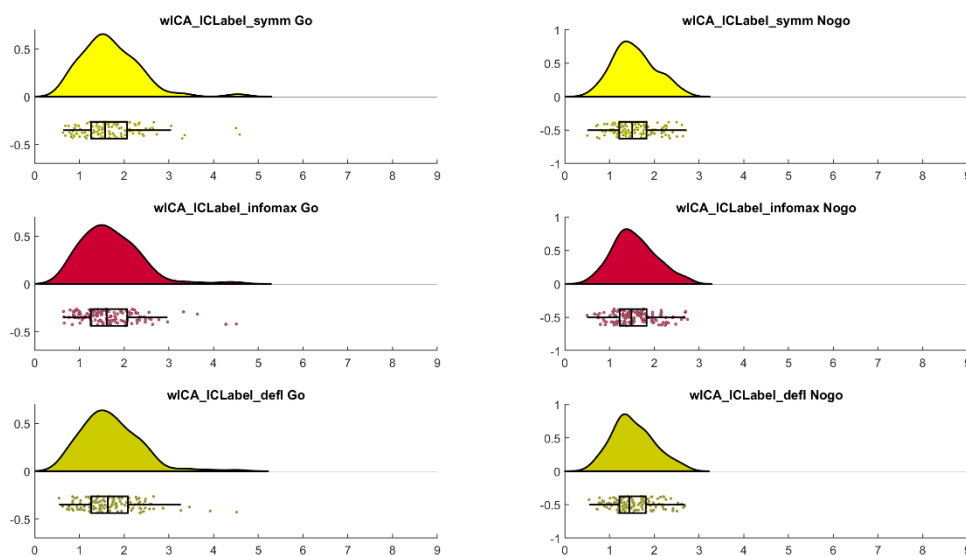 wICA_ICLabel_symm Go
0.5
0
-0.5
0 1 2 3 4 5 6 7 8 9
wICA_ICLabel_symm Nogo
1
0.5
0
-0.5
-1
0 1 2 3 4 5 6 7 8 9
wICA_ICLabel_infomax Go
0.5
0
-0.5
0 1 2 3 4 5 6 7 8 9
wICA_ICLabel_infomax Nogo
1
0.5
0
-0.5
-1
0 1 2 3 4 5 6 7 8 9
wICA_ICLabel_defl Go
0.5
0
-0.5
0 1 2 3 4 5 6 7 8 9
wICA_ICLabel_defl Nogo
1
0.5
0
-0.5
-1
0 1 2 3 4 5 6 7 8 9